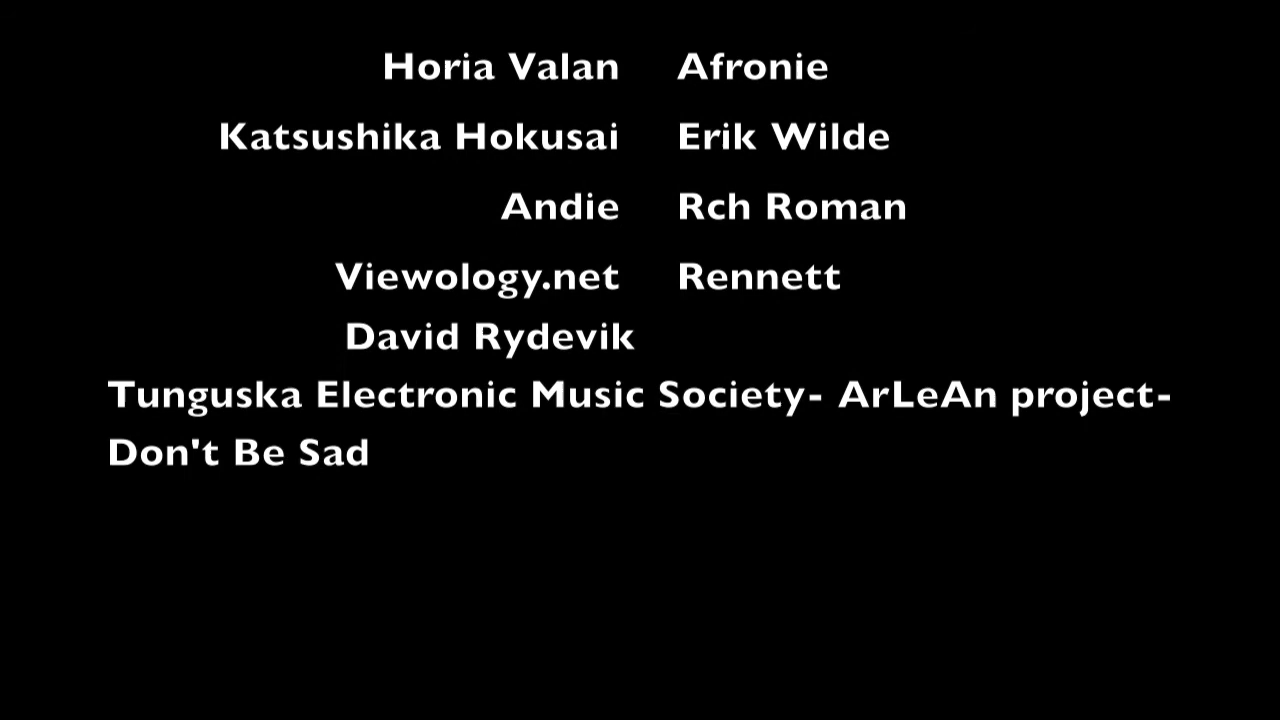 Horia Valan Afronie
Katsushika Hokusai Erik Wilde
Andie Rch Roman
Viewology.net Rennett
David Rydevik
Tunguska Electronic Music Society- ArLeAn project-
Don't Be Sad